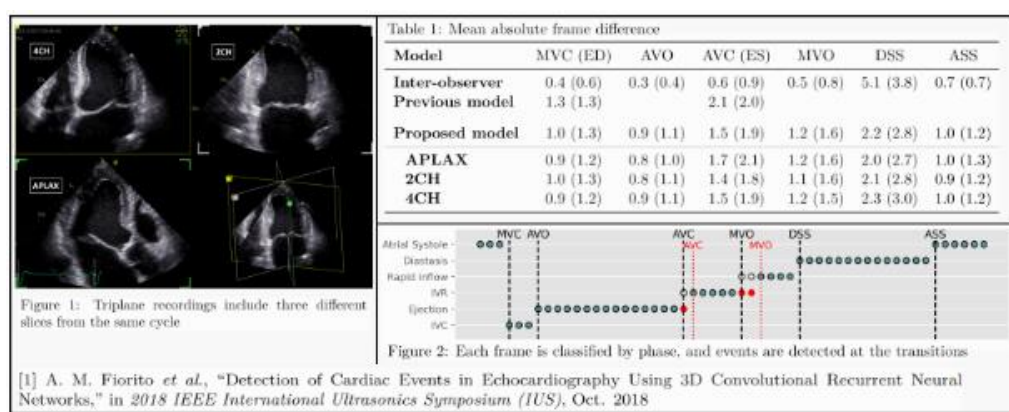 4CH
2CH
APLAX
Figure 1: Triplane recordings include three different
slices from the same cycle
Table 1: Mean absolute frame difference
Model MVC (ED) AVO AVC (ES) MVO DSS ASS
Inter-observer 0.4 (0.6) 0.3 (0.4) 0.6 (0.9) 0.5 (0.8) 5.1 (3.8) 0.7 (0.7)
Previous model 1.3 (1.3) 2.1 (2.0)
Proposed model 1.0 (1.3) 0.9 (1.1) 1.5 (1.9) 1.2 (1.6) 2.2 (2.8) 1.0 (1.2)
APLAX 0.9 (1.2) 0.8 (1.0) 1.7 (2.1) 1.2 (1.6) 2.0 (2.7) 1.0 (1.3)
2CH 1.0 (1.3) 0.8 (1.1) 1.4 (1.8) 1.1 (1.6) 2.1 (2.8) 0.9 (1.2)
4CH 0.9 (1.2) 0.9 (1.1) 1.5 (1.9) 1.2 (1.5) 2.3 (3.0) 1.0 (1.2)
MVC AVO AVC MVO DSS ASS
AVC MVO
Atrial Systole
Diastasis
Rapid Inflow
IVR
Ejection
IVC
Figure 2: Each frame is classified by phase, and events are detected at the transitions
[1] A. M. Fiorito et al., “Detection of Cardiac Events in Echocardiography Using 3D Convolutional Recurrent Neural
Networks,” in 2018 IEEE International Ultrasonics Symposium (IUS), Oct. 2018